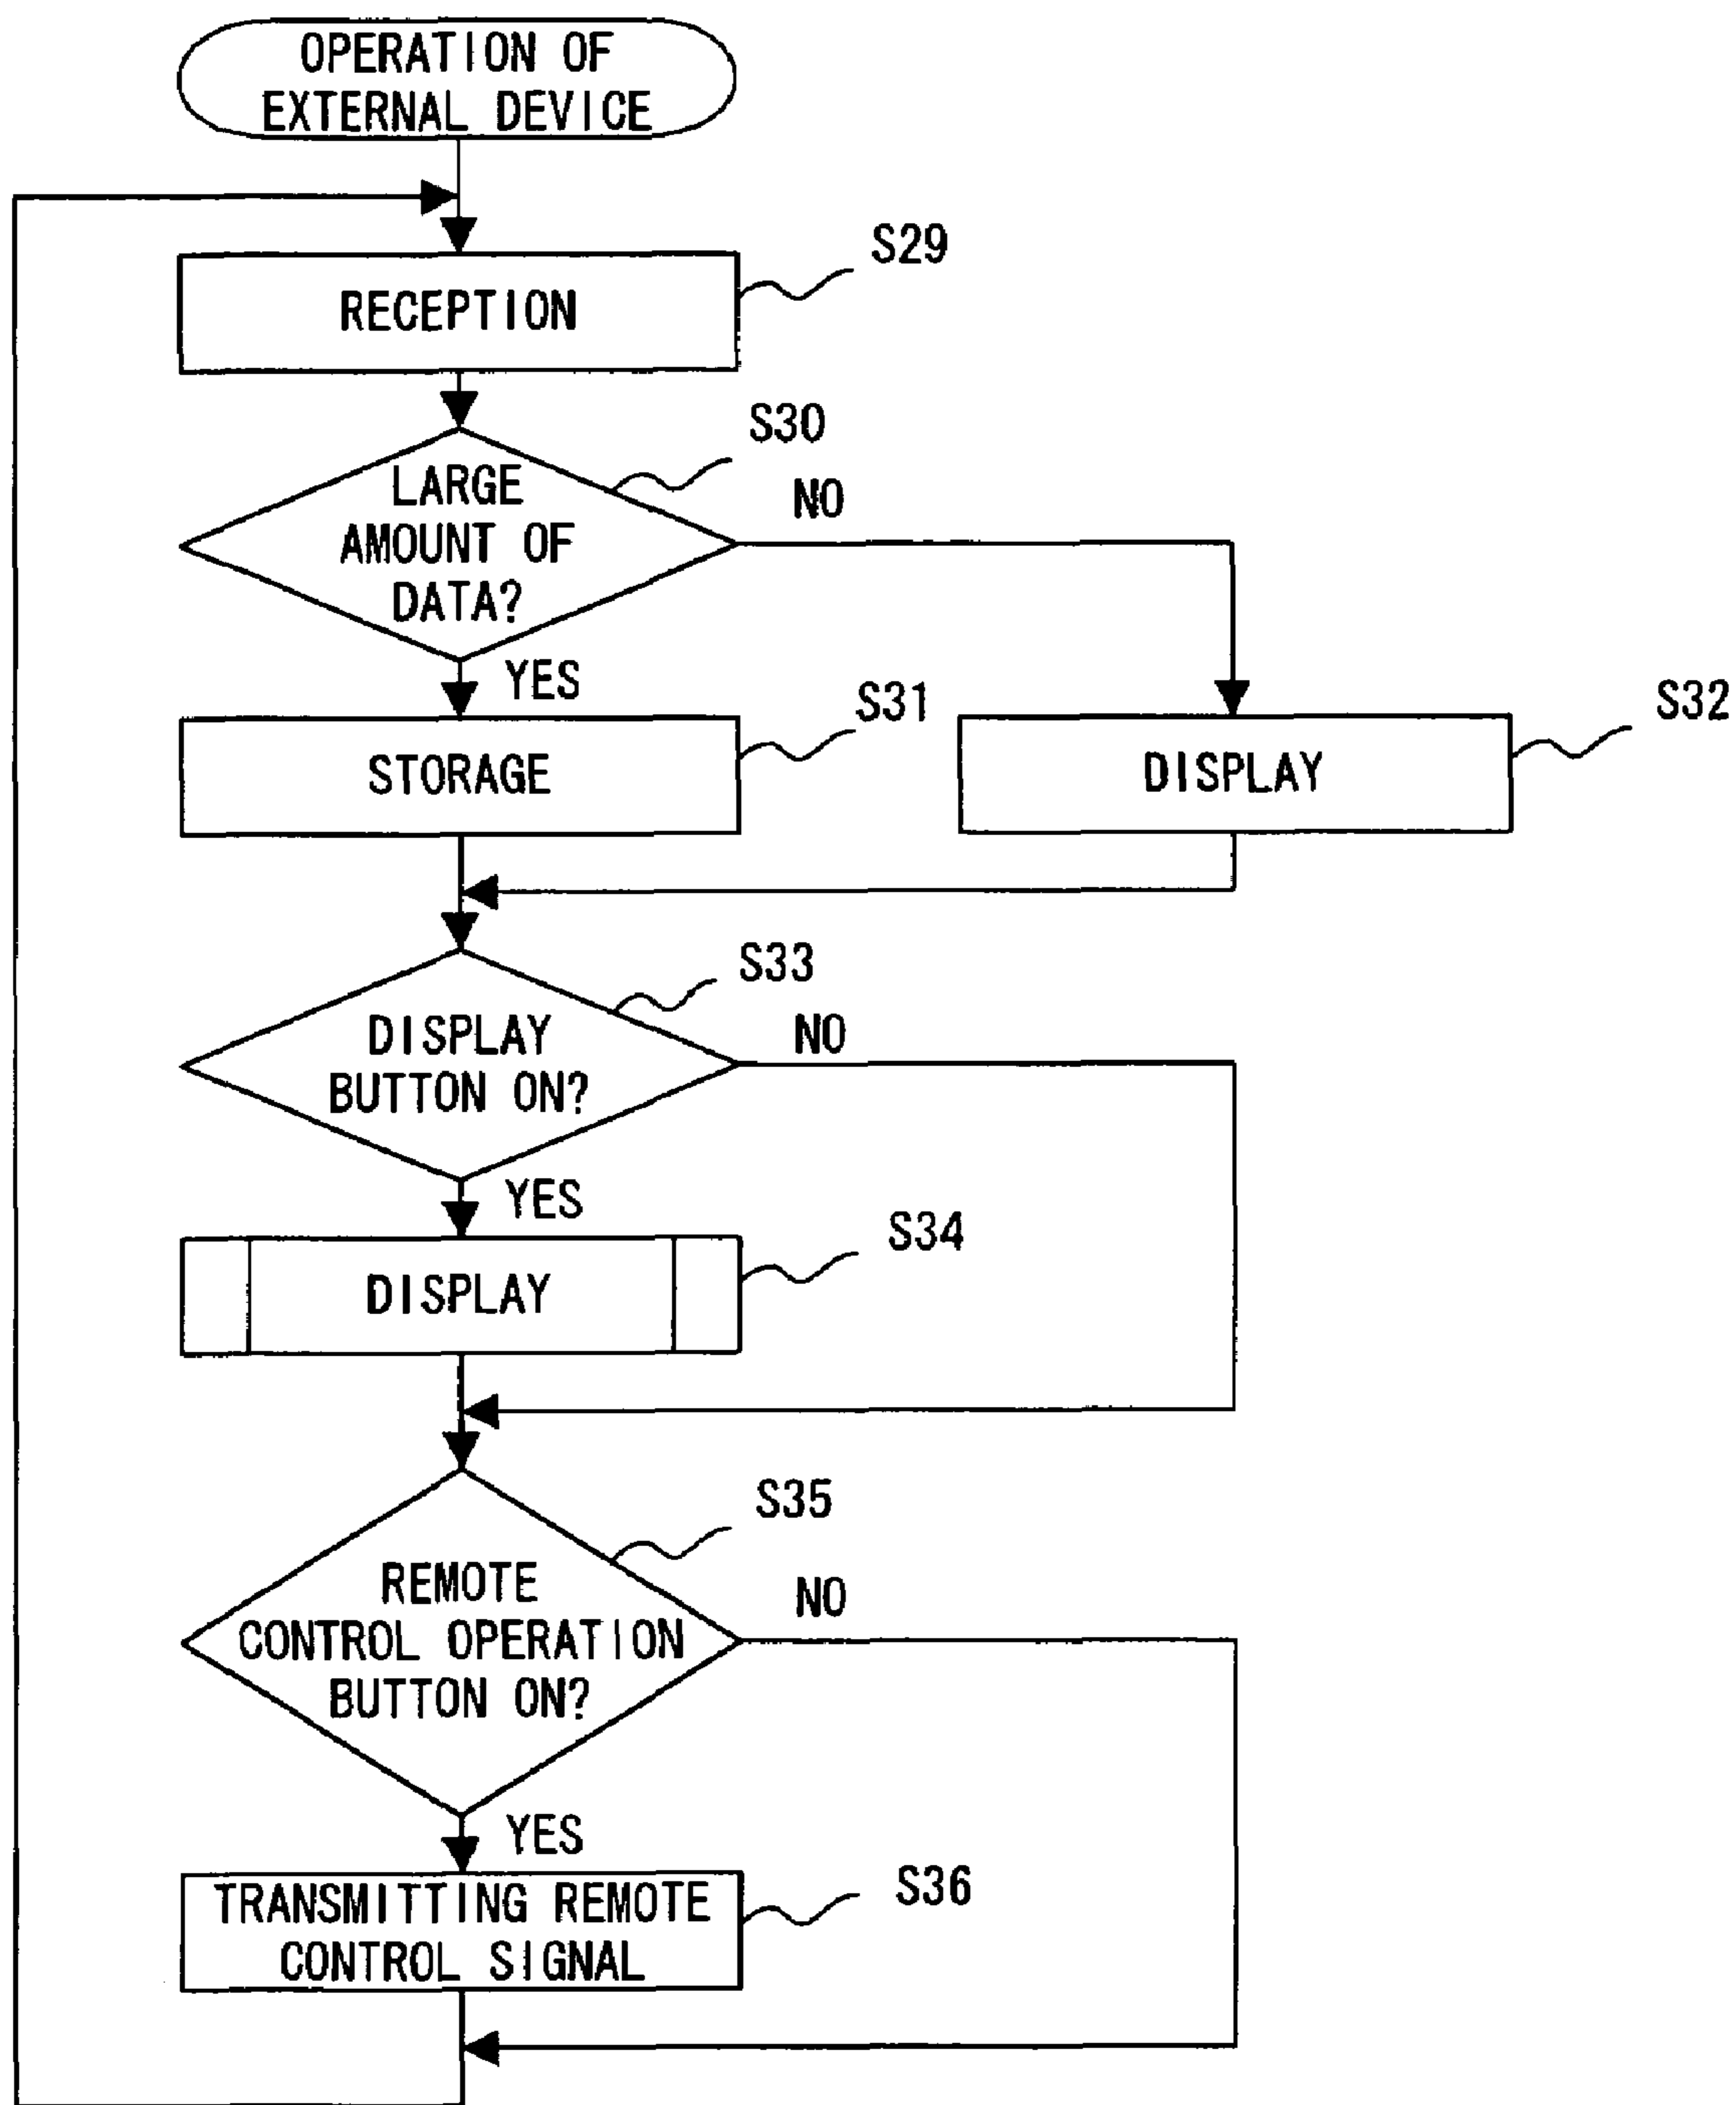 OPERATION OF
EXTERNAL DEVICE
S29
RECEPTION
S30
LARGE
AMOUNT OF
DATA?
NO
YES
S31
STORAGE
S32
DISPLAY
S33
DISPLAY
BUTTON ON?
NO
YES
S34
DISPLAY
S35
REMOTE
CONTROL OPERATION
BUTTON ON?
NO
YES
S36
TRANSMITTING REMOTE
CONTROL SIGNAL